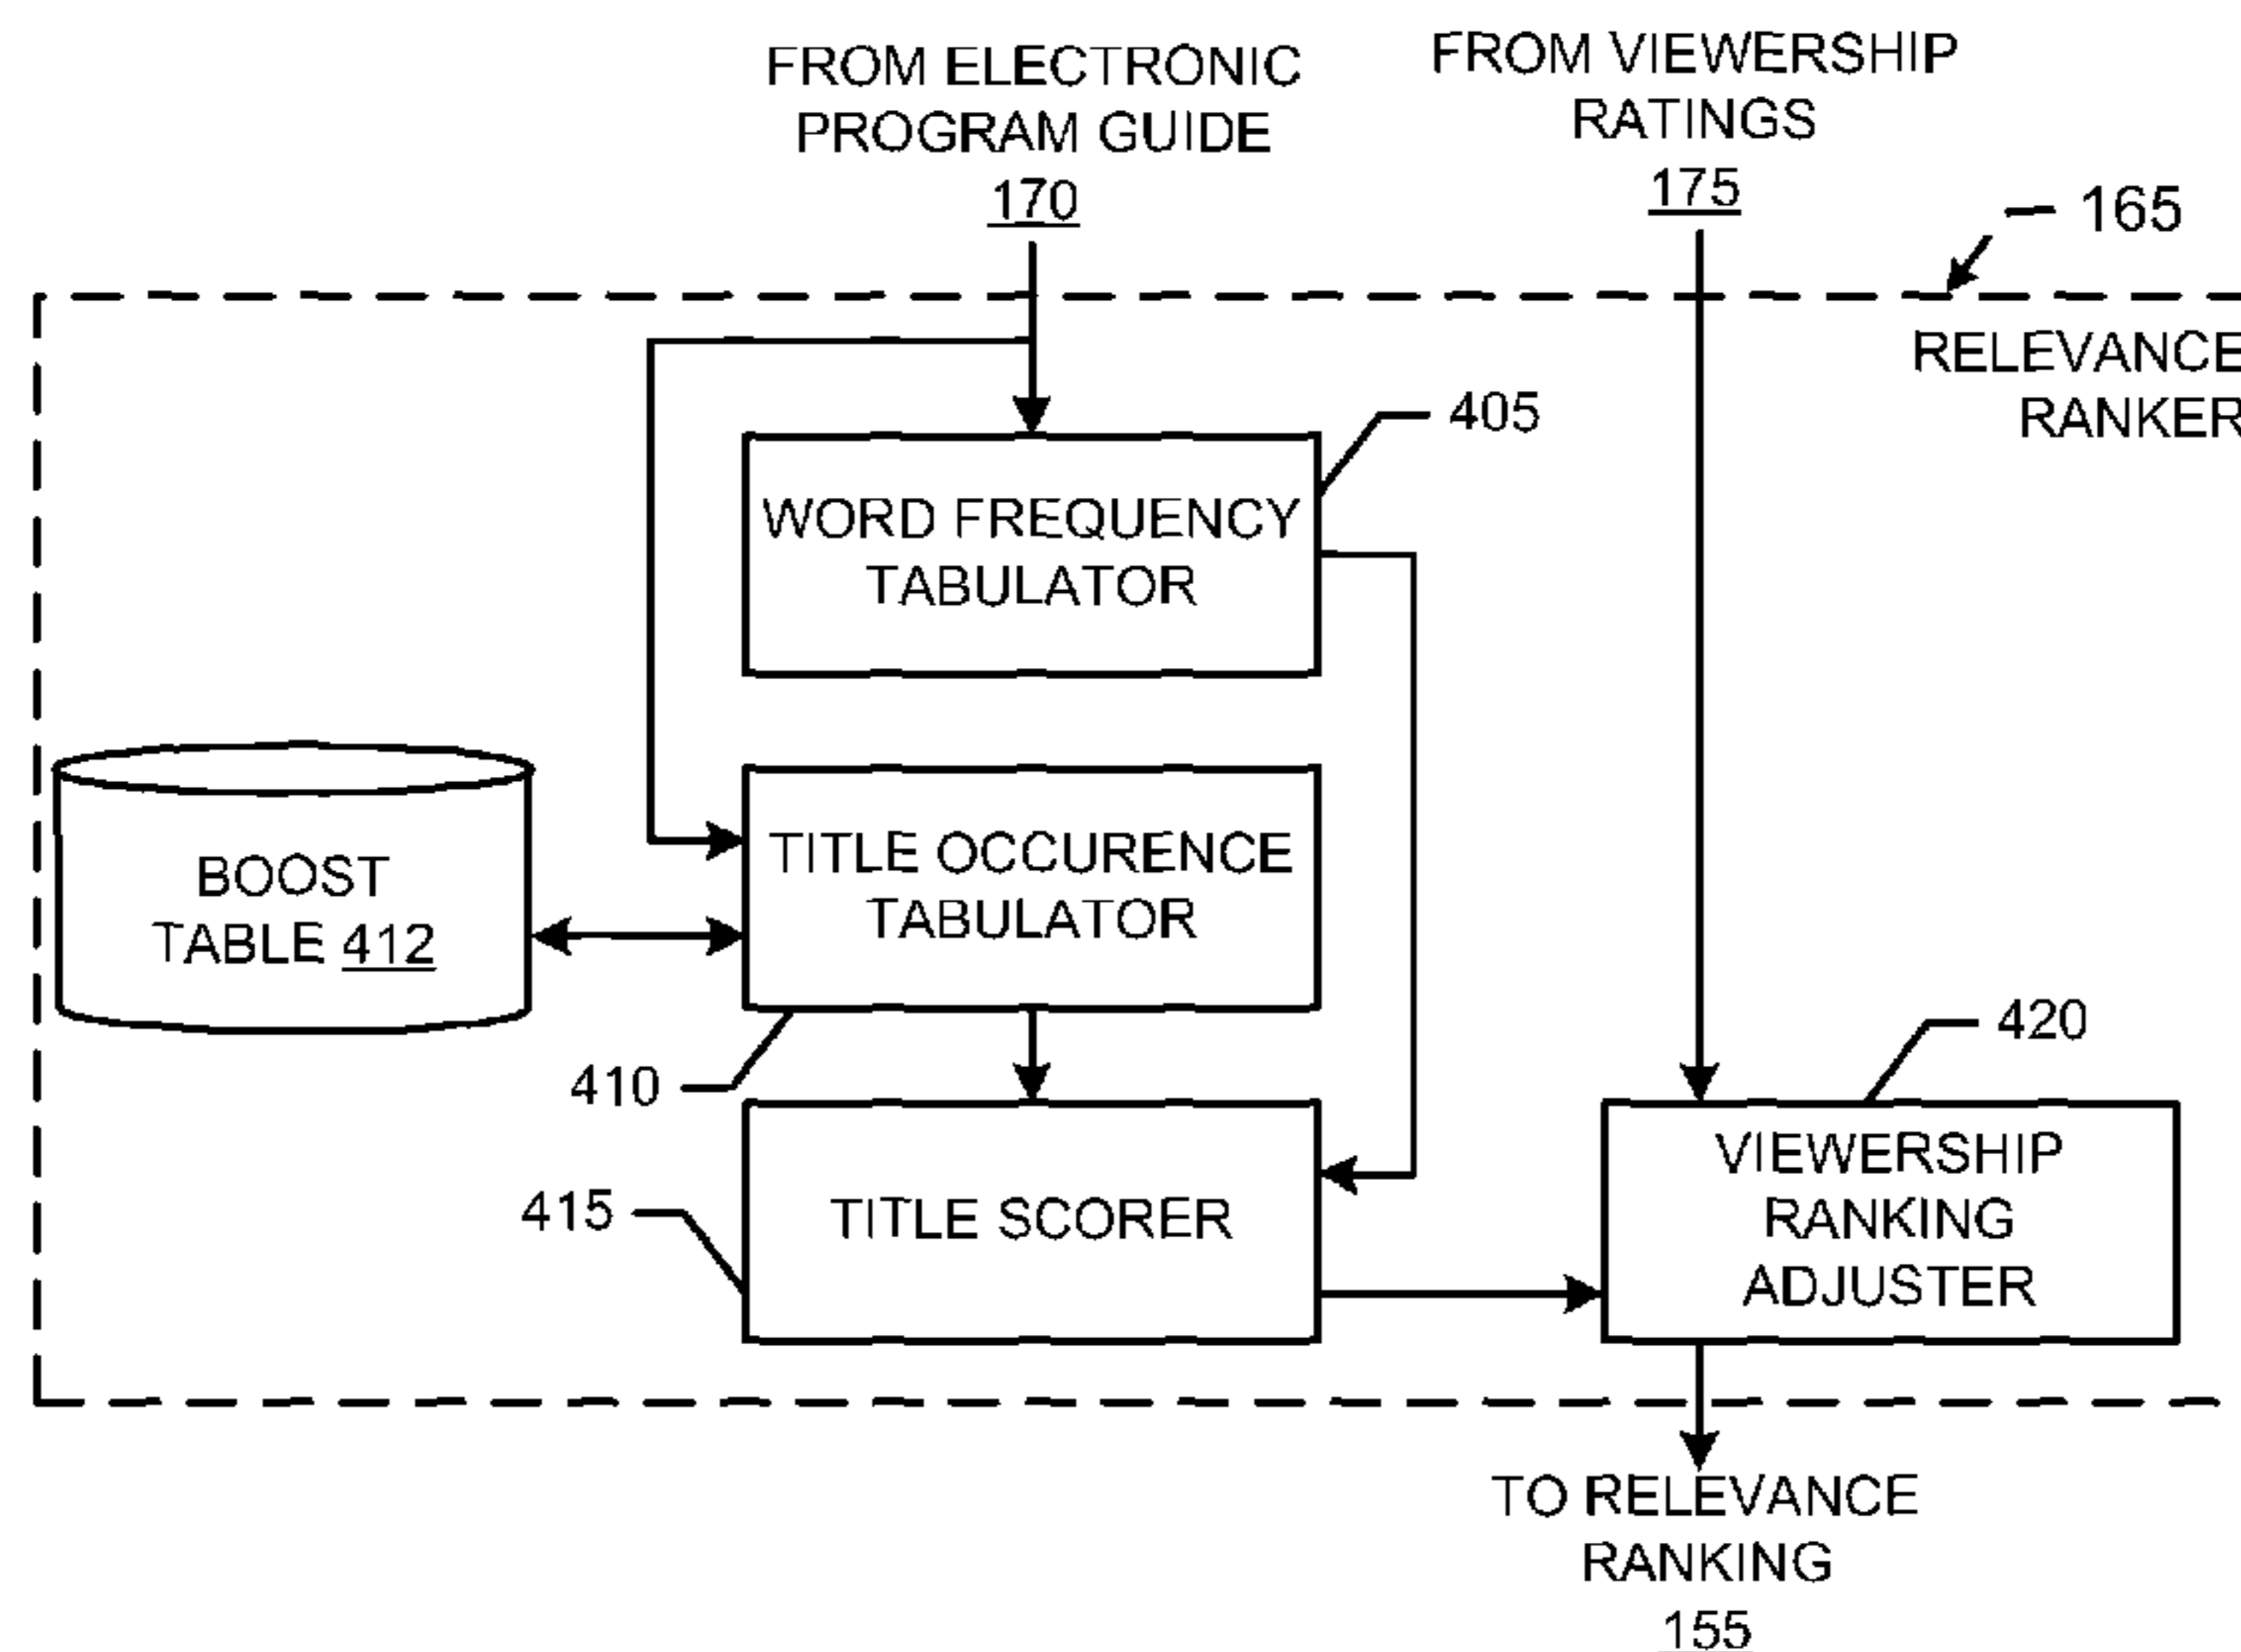 FROM ELECTRONIC
PROGRAM GUIDE
170
FROM VIEWERSHIP
RATINGS
175
165
RELEVANCE
RANKER
405
WORD FREQUENCY
TABULATOR
BOOST
TABLE 412
TITLE OCCURENCE
TABULATOR
410
420
415
TITLE SCORER
VIEWERSHIP
RANKING
ADJUSTER
TO RELEVANCE
RANKING
155